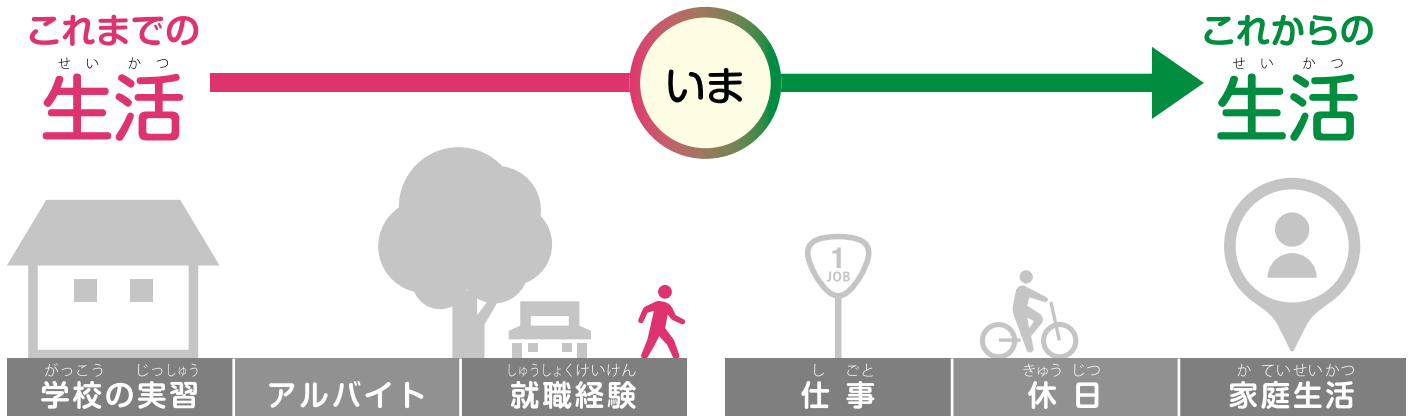 これまでの
せいかつ
生活
いま
これからの
せいかつ
生活
1
JOB
がっこう じっしゅう
学校の実習
アルバイト
しゅうしょくけいけん
就職経験
しごと
仕事
きゅうじつ
休日
かていせいかつ
家庭生活